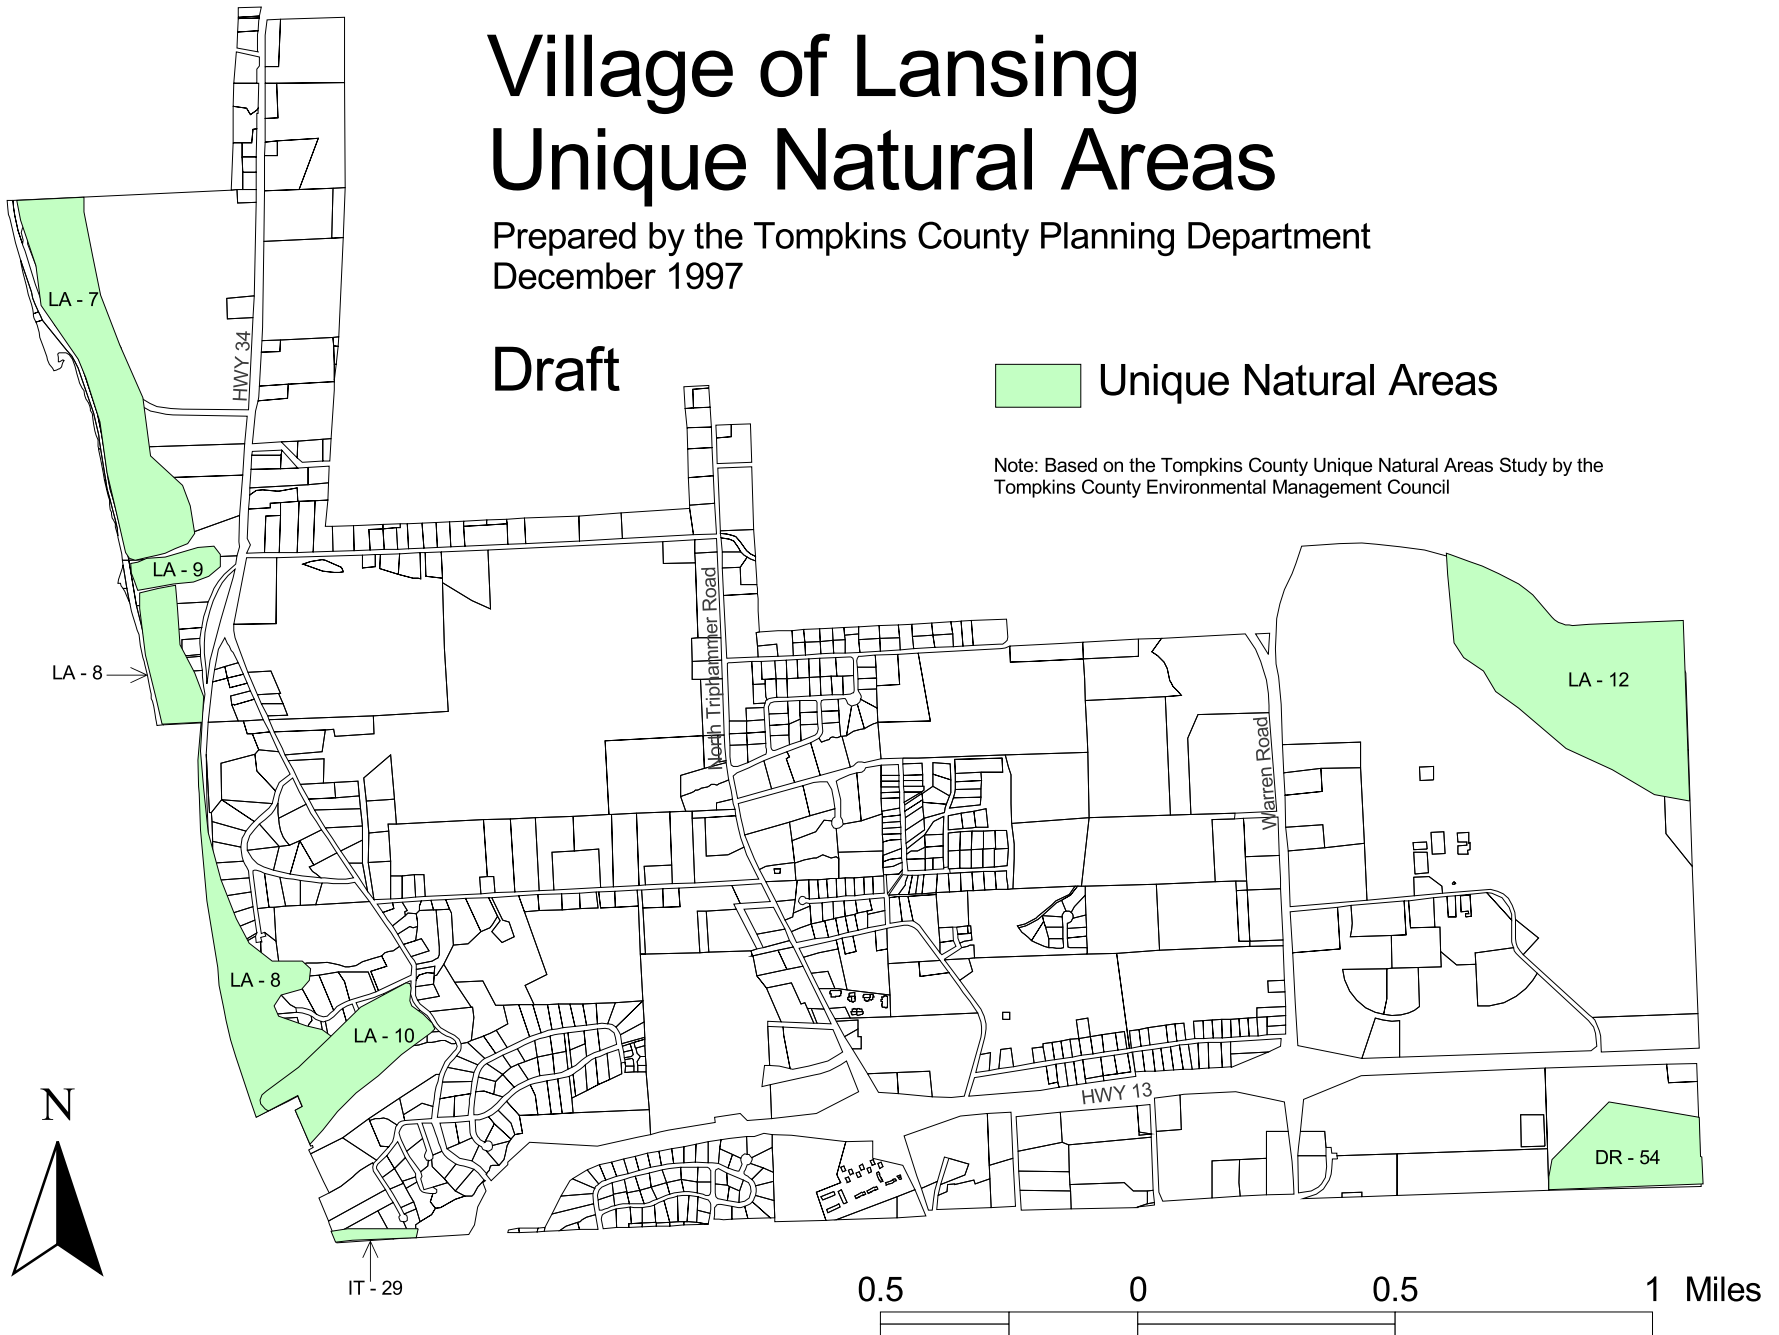 Village of Lansing
Unique Natural Areas
Prepared by the Tompkins County Planning Department
December 1997
Draft
Unique Natural Areas
Note: Based on the Tompkins County Unique Natural Areas Study by the
Tompkins County Environmental Management Council
LA - 7
HWY 34
LA - 9
LA - 8
North Triphammer Road
Warren Road
LA - 12
LA - 8
LA - 10
HWY 13
DR - 54
IT - 29
N
0.5 0 0.5 1 Miles